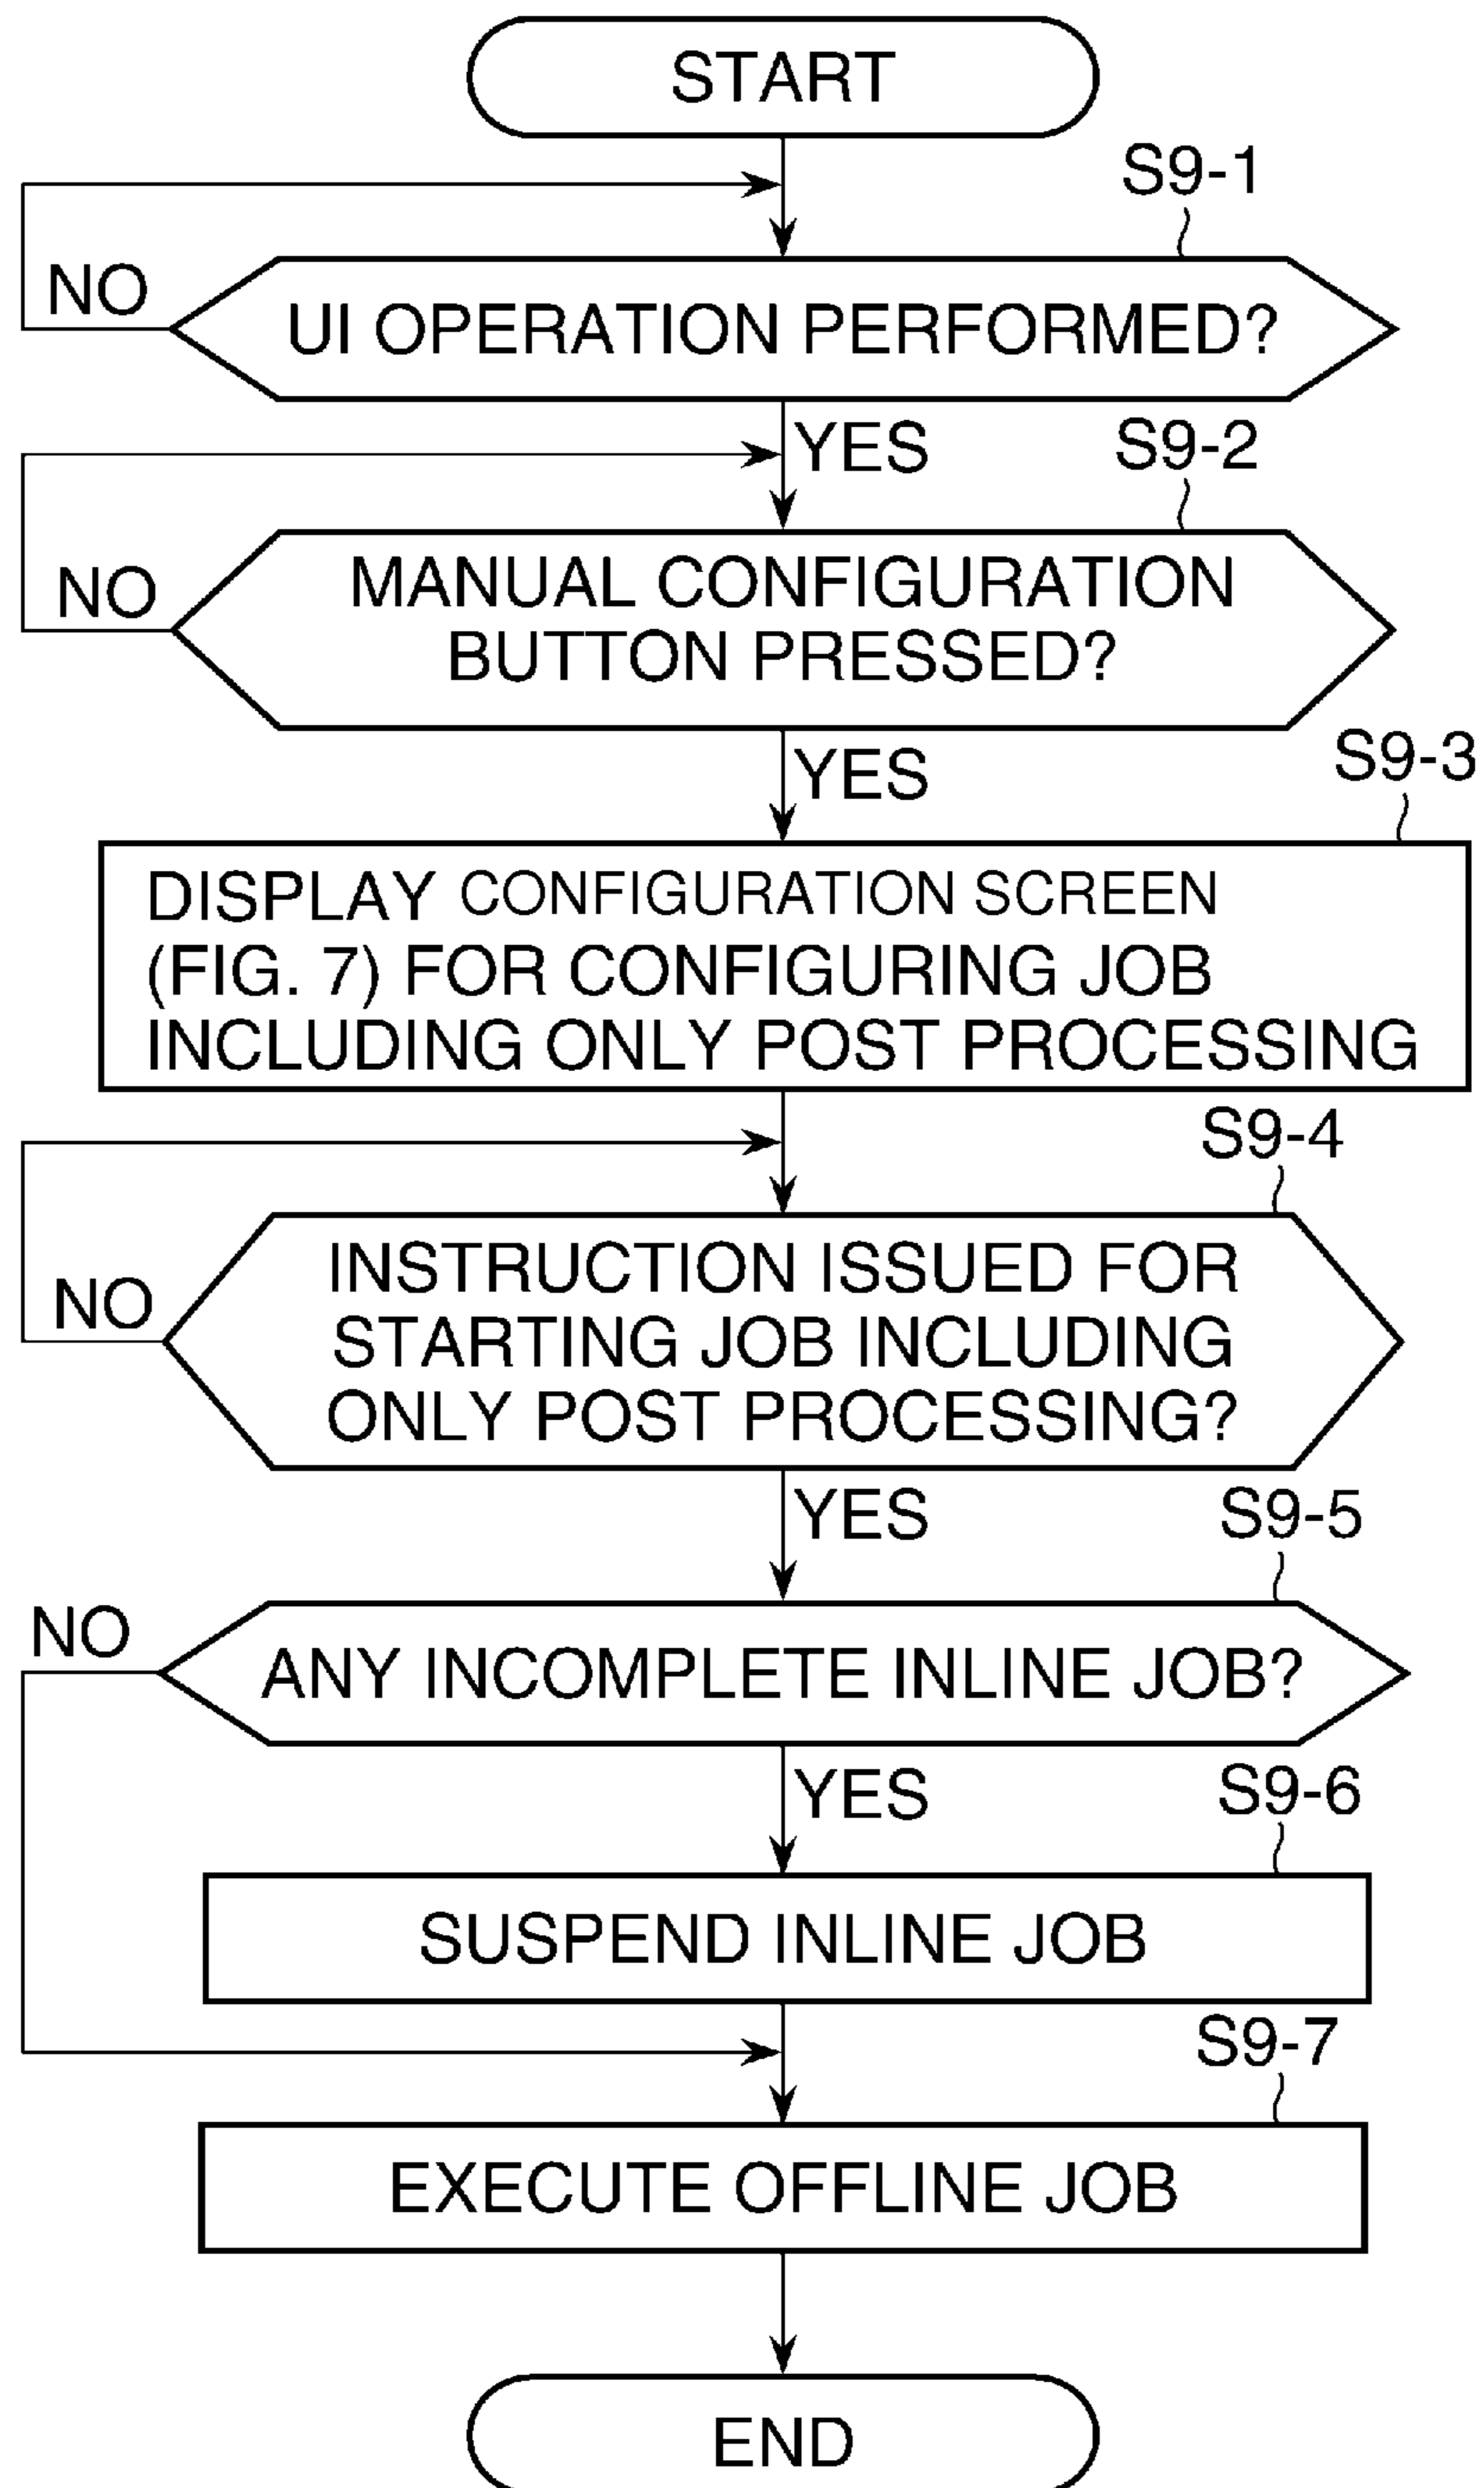 START
S9-1
NO
UI OPERATION PERFORMED?
YES
S9-2
NO
MANUAL CONFIGURATION
BUTTON PRESSED?
YES
S9-3
DISPLAY CONFIGURATION SCREEN
(FIG. 7) FOR CONFIGURING JOB
INCLUDING ONLY POST PROCESSING
S9-4
NO
INSTRUCTION ISSUED FOR
STARTING JOB INCLUDING
ONLY POST PROCESSING?
YES
S9-5
NO
ANY INCOMPLETE INLINE JOB?
YES
S9-6
SUSPEND INLINE JOB
S9-7
EXECUTE OFFLINE JOB
END